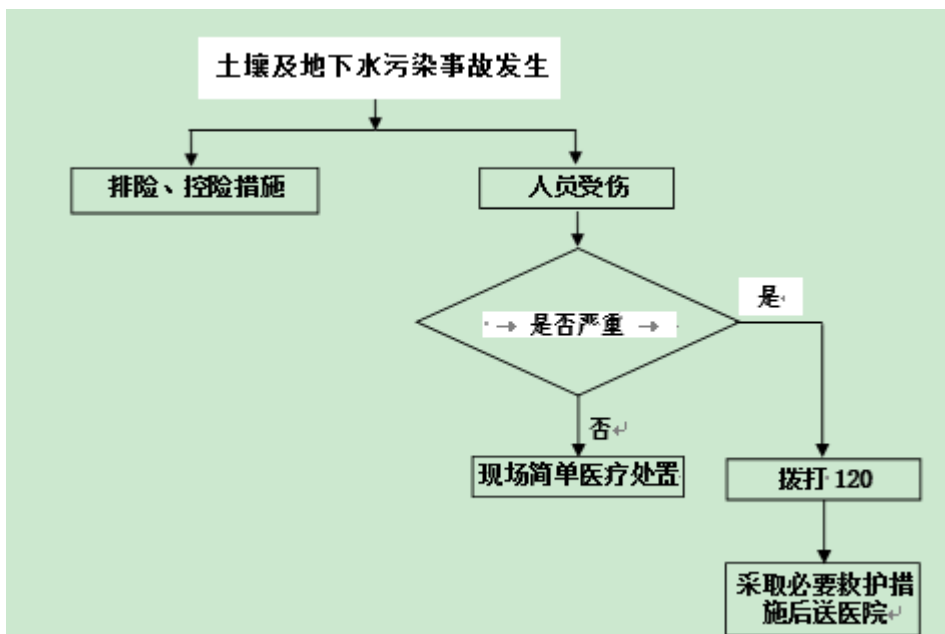 土壤及地下水污染事故发生
排险、控险措施
人员受伤
是
是否严重
否
现场简单医疗处置
拨打 120
采取必要救护措
施后送医院